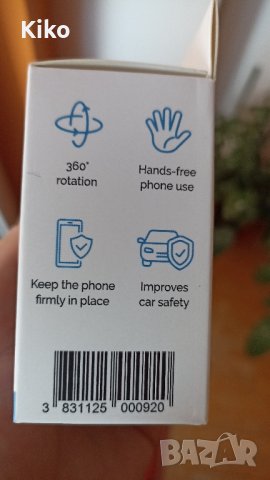 Kiko
360°
rotation
Hands-free
phone use
Keep the phone
firmly in place
Improves
car safety
3 831125 000920
BAZAR